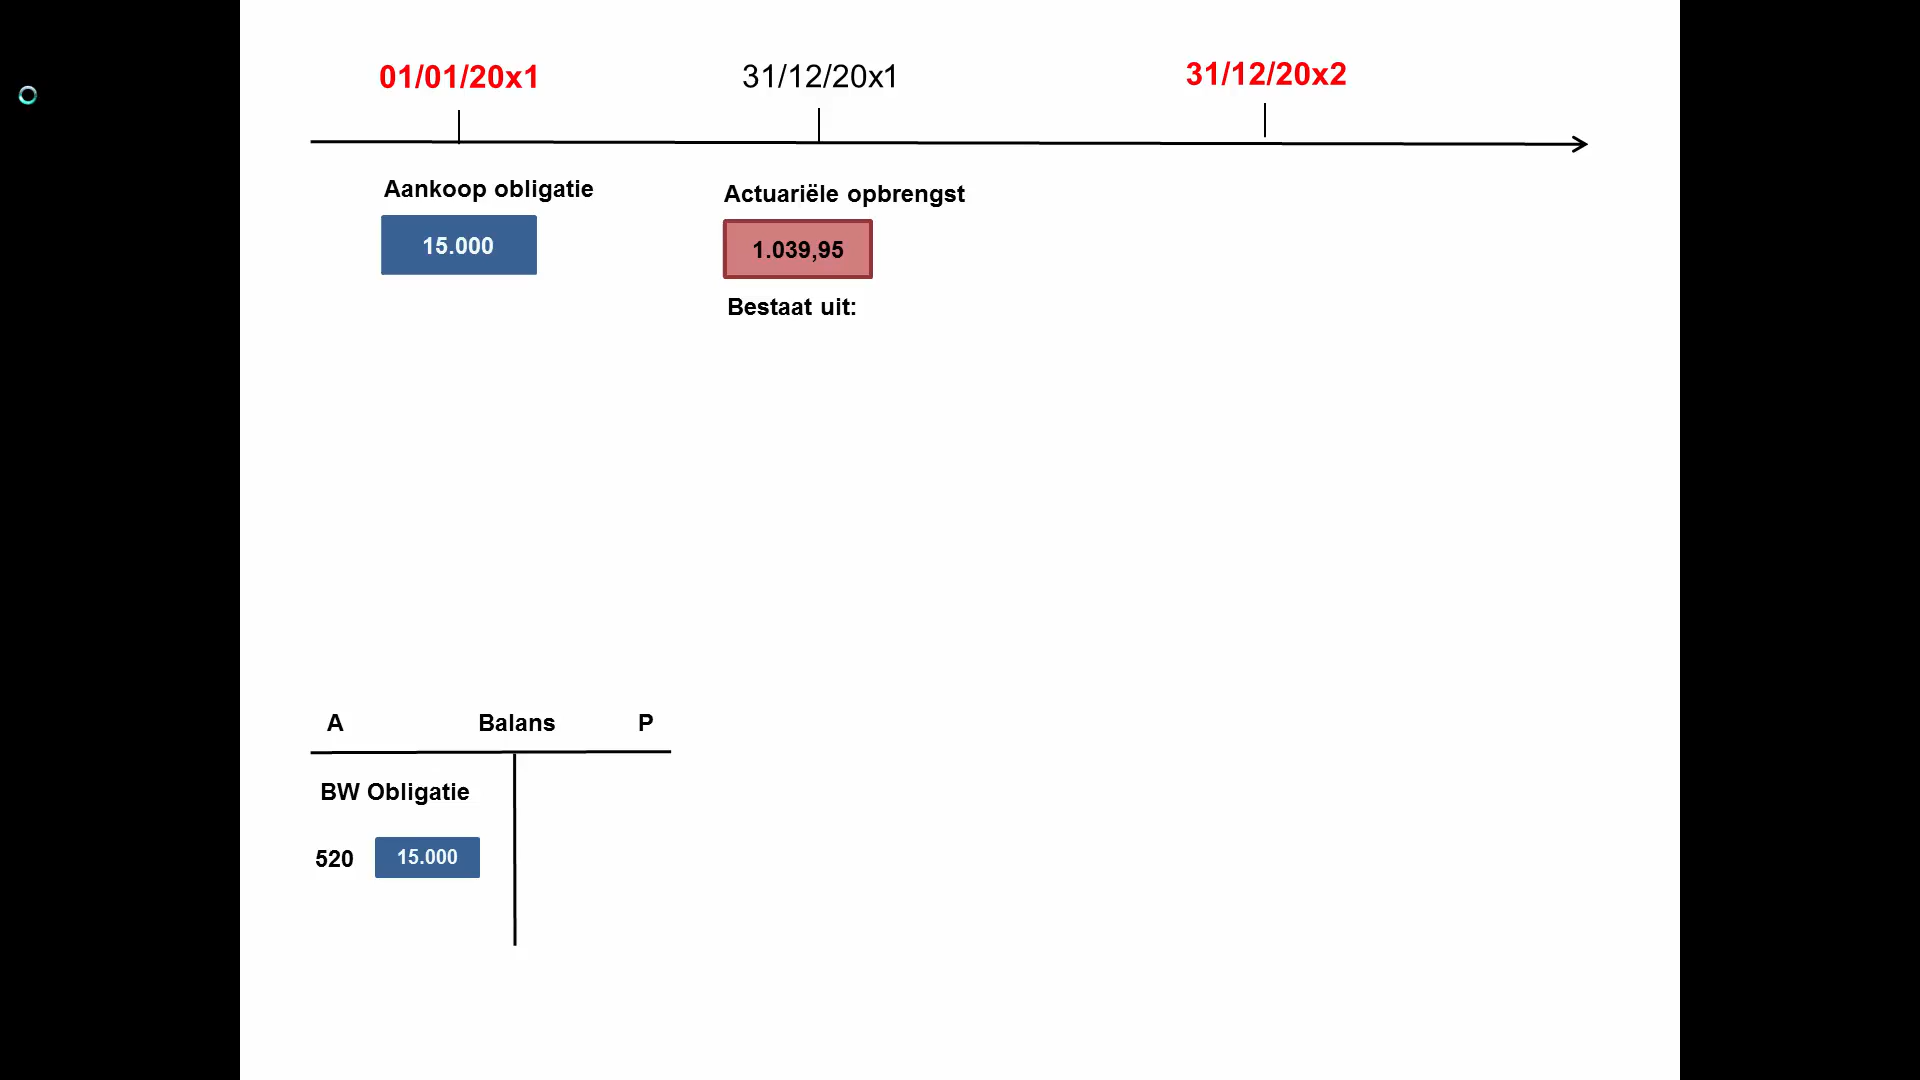 01/01/20x1
31/12/20x1
31/12/20x2
Aankoop obligatie
Actuariële opbrengst
15.000
1.039,95
Bestaat uit:
A Balans P
BW Obligatie
520 15.000